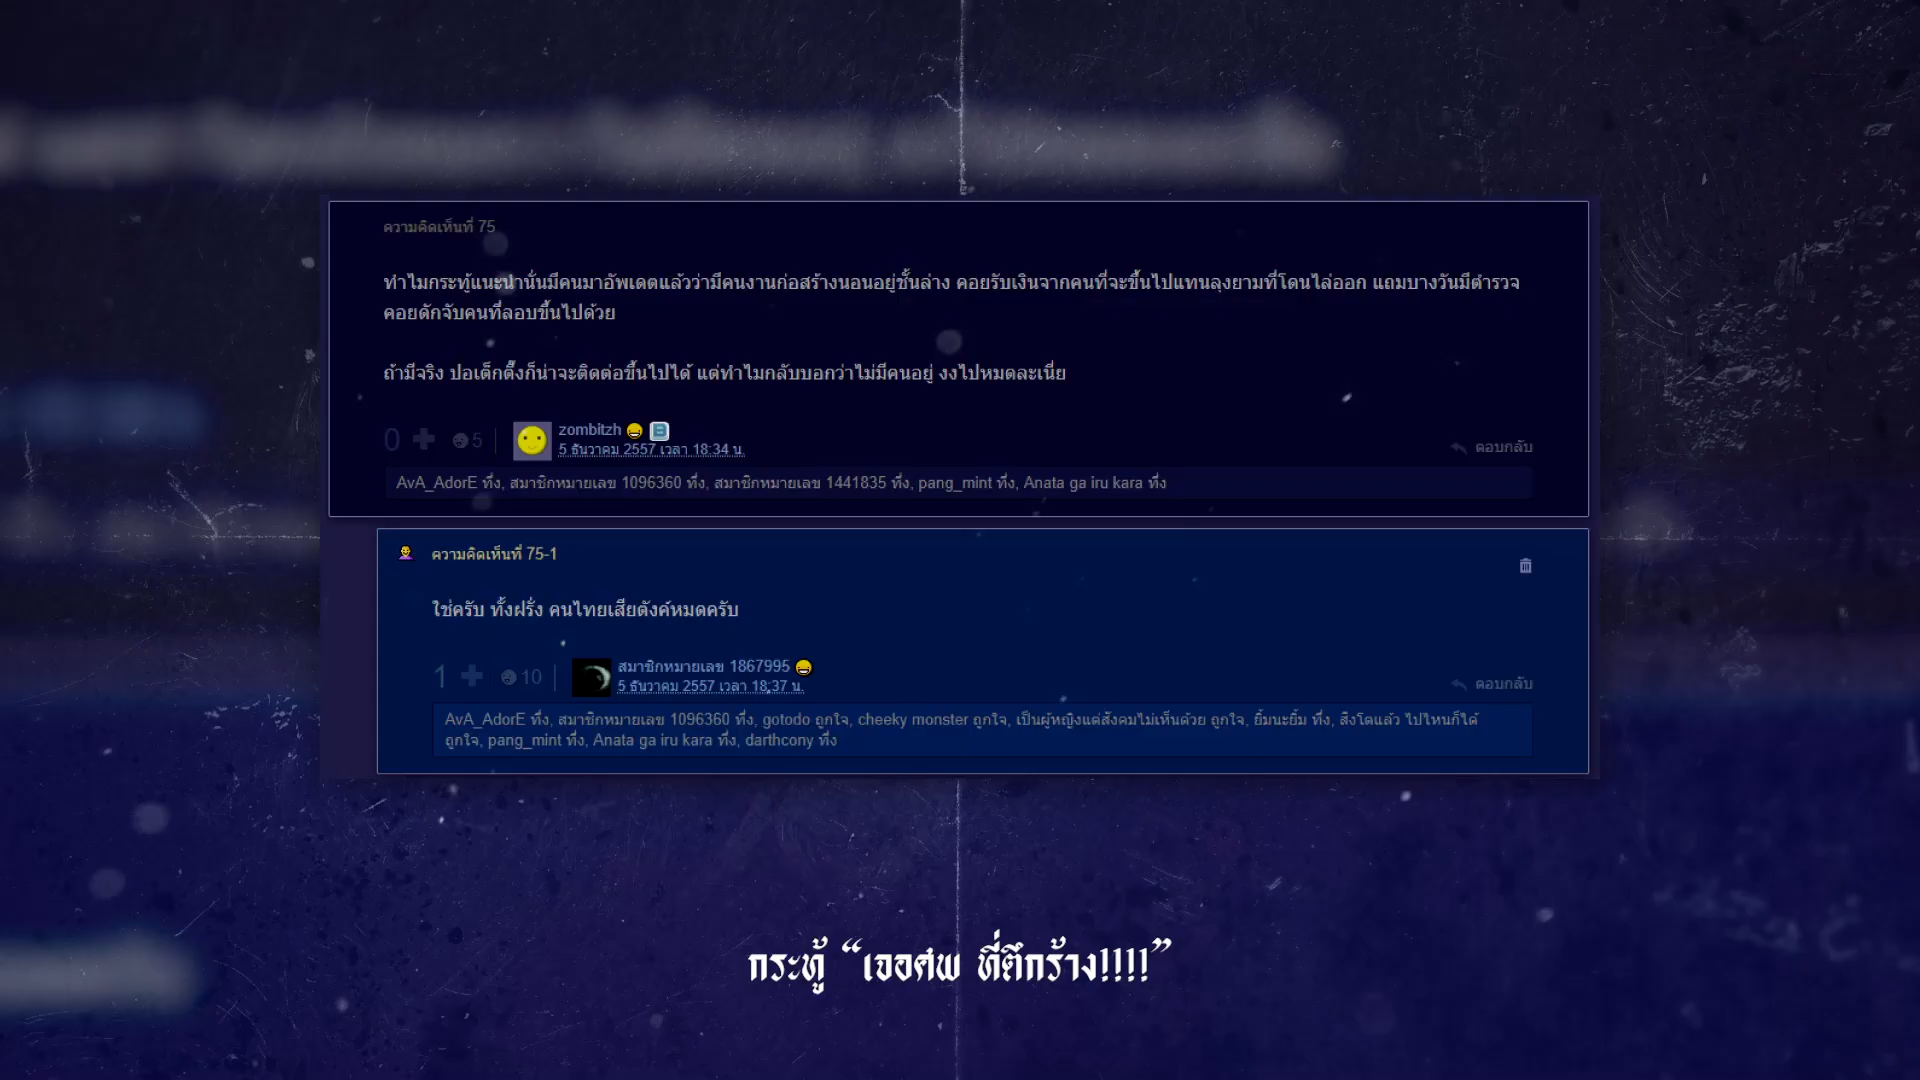 ความคิดเห็นที่ 75
ทำไมกระทู้แนะนำนั่นมีคนมาอัพเดตแล้วว่ามีคนงานก่อสร้างนอนอยู่ชั้นล่าง คอยรับเงินจากคนที่จะขึ้นไปแทนลุงยามที่โดนไล่ออก แถมบางวันมีตำรวจ
คอยดักจับคนที่ลอบขึ้นไปด้วย
ถ้ามีจริง ปอเต็กตึ๊งก็น่าจะติดต่อขึ้นไปได้ แต่ทำไมกลับบอกว่าไม่มีคนอยู่ งงไปหมดละเนี่ย
0 5 zombitzh
5 ธันวาคม 2557 เวลา 18:34 น.
ตอบกลับ
AvA_AdorE ทึ่ง, สมาชิกหมายเลข 1096360 ทึ่ง, สมาชิกหมายเลข 1441835 ทึ่ง, pang_mint ทึ่ง, Anata ga iru kara ทึ่ง
ความคิดเห็นที่ 75-1
ใช่ครับ ทั้งฝรั่ง คนไทยเสียตังค์หมดครับ
1 10 สมาชิกหมายเลข 1867995
5 ธันวาคม 2557 เวลา 18:37 น.
ตอบกลับ
AvA_AdorE ทึ่ง, สมาชิกหมายเลข 1096360 ทึ่ง, gotodo ถูกใจ, cheeky monster ถูกใจ, เป็นผู้หญิงแต่สังคมไม่เห็นด้วย ถูกใจ, ยิ้มนะยิ้ม ทึ่ง, สิงโตแล้ว ไปไหนก็ได้
ถูกใจ, pang_mint ทึ่ง, Anata ga iru kara ทึ่ง, darthcony ทึ่ง
กระทู้ “เจอศพ ที่ตึกร้าง!!!!”